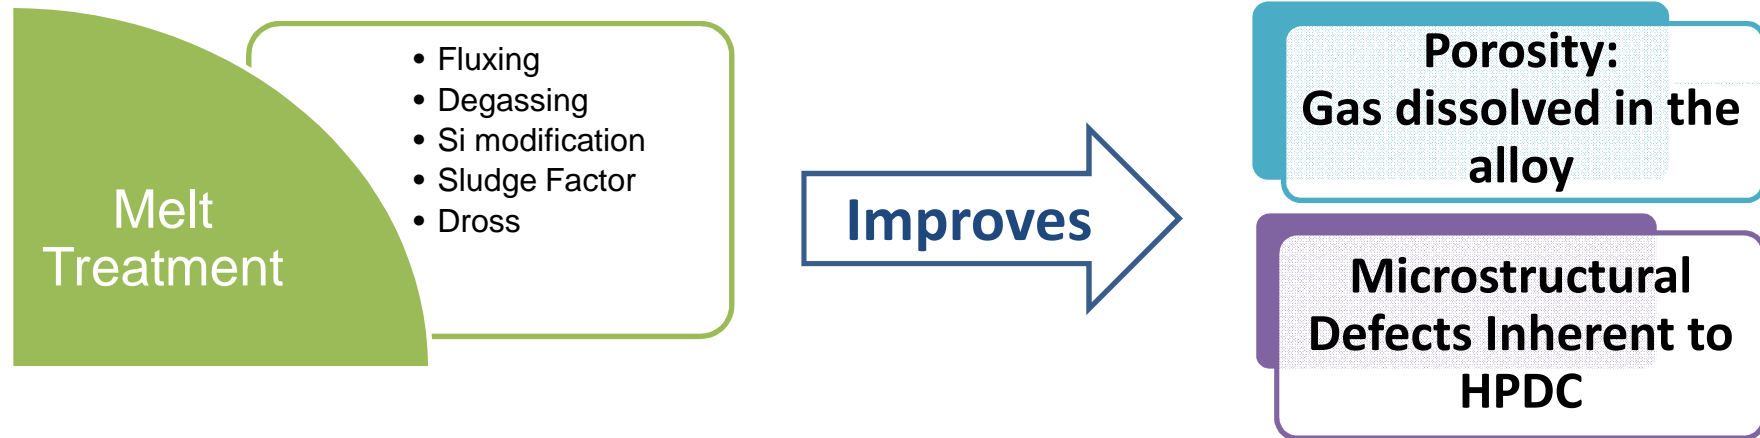 Melt
Treatment
• Fluxing
• Degassing
• Si modification
• Sludge Factor
• Dross
Improves
Porosity:
Gas dissolved in the
alloy
Microstructural
Defects Inherent to
HPDC